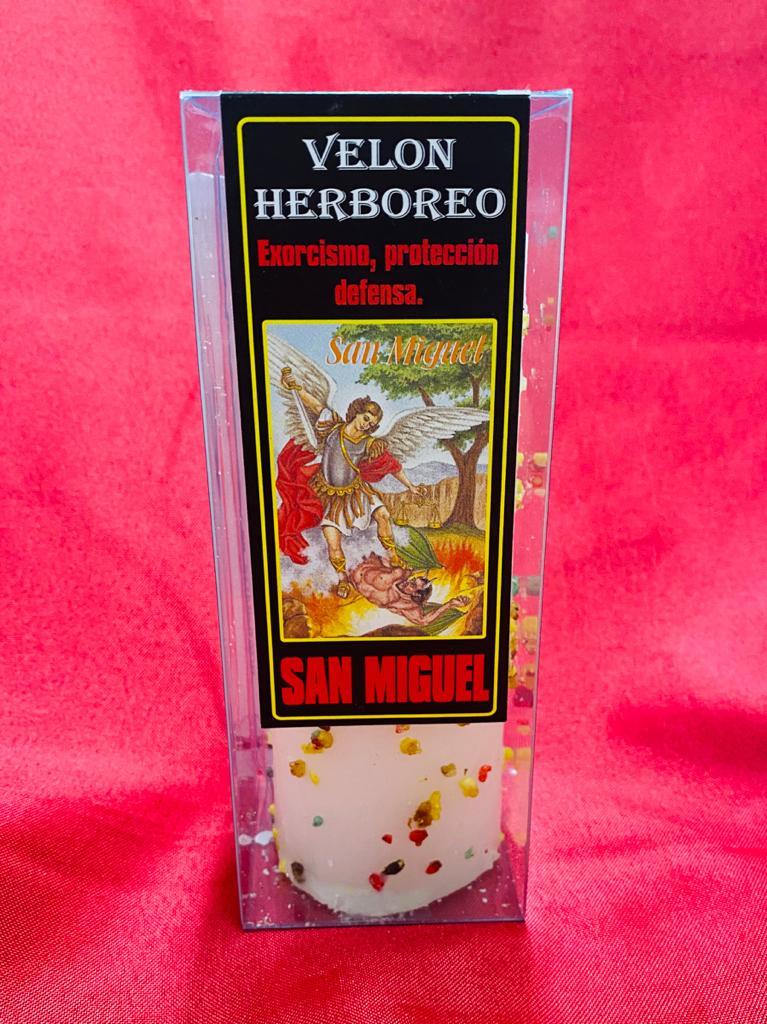 VELON
HERBOREO
Exorcismo, protección
defensa.
San Miguel
SAN MIGUEL